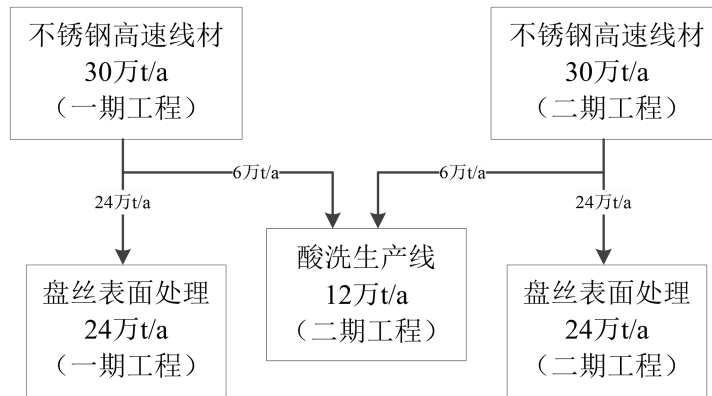 不锈钢高速线材
30万t/a
（一期工程）
不锈钢高速线材
30万t/a
（二期工程）
6万t/a
6万t/a
24万t/a
24万t/a
酸洗生产线
12万t/a
（二期工程）
盘丝表面处理
24万t/a
（一期工程）
盘丝表面处理
24万t/a
（二期工程）